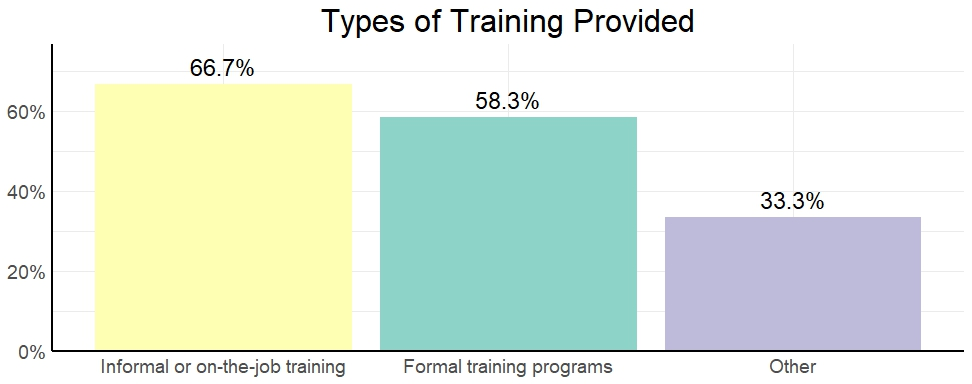 Types of Training Provided
66.7%
58.3%
33.3%
60%
40%
20%
0%
Informal or on-the-job training
Formal training programs
Other